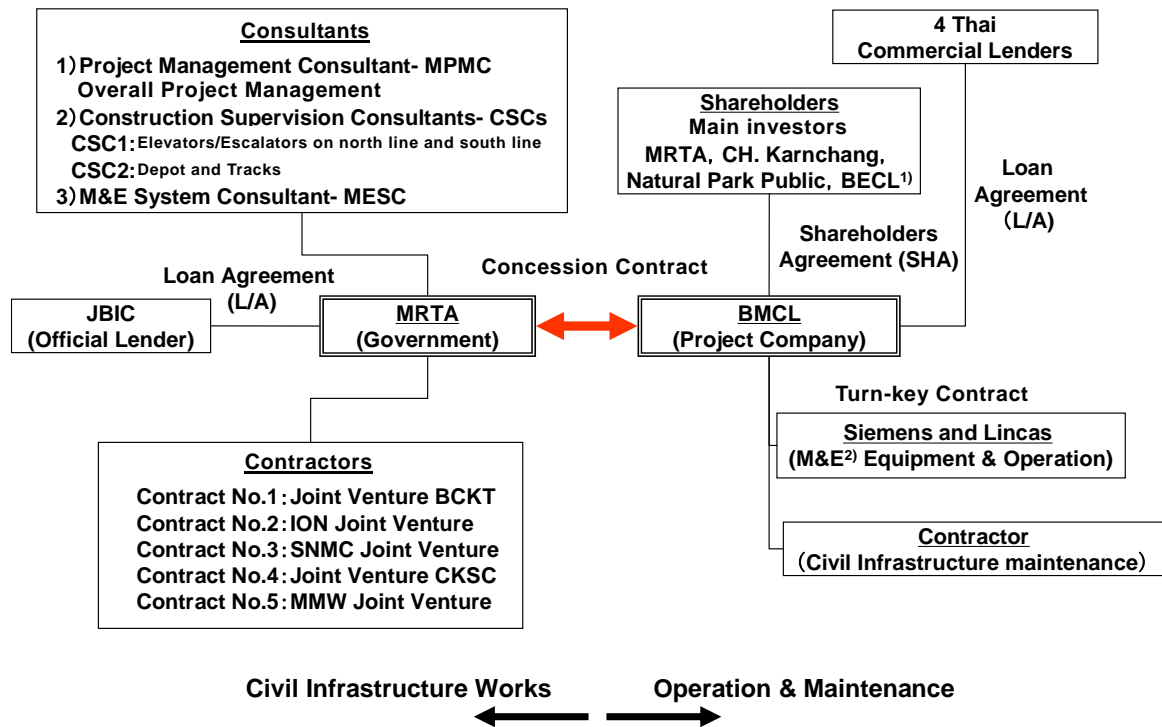 Consultants
1）Project Management Consultant- MPMC
Overall Project Management
2）Construction Supervision Consultants- CSCs
CSC1：Elevators/Escalators on north line and south line
CSC2：Depot and Tracks
3）M&E System Consultant- MESC
4 Thai
Commercial Lenders
Shareholders
Main investors
MRTA, CH. Karnchang,
Natural Park Public, BECL1)
Loan
Agreement
（L/A）
Shareholders
Agreement (SHA)
Loan Agreement
(L/A)
Concession Contract
JBIC
(Official Lender)
MRTA
(Government)
BMCL
(Project Company)
Turn-key Contract
Siemens and Lincas
(M&E2) Equipment & Operation)
Contractor
（Civil Infrastructure maintenance）
Contractors
Contract No.1：Joint Venture BCKT
Contract No.2：ION Joint Venture
Contract No.3：SNMC Joint Venture
Contract No.4：Joint Venture CKSC
Contract No.5：MMW Joint Venture
Civil Infrastructure Works
Operation & Maintenance